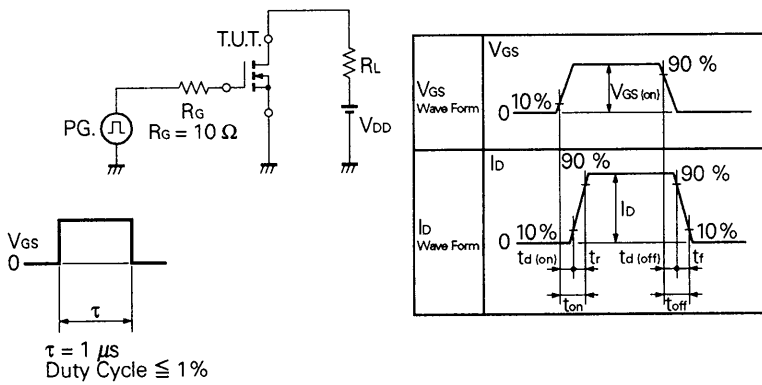 T.U.T.
RL
RG
RG = 10 Ω
PG.
VDD
VGS
0
τ
τ = 1 μs
Duty Cycle ≦ 1%
VGS
Wave Form
VGS
90 %
10%
0
VGS (on)
ID
Wave Form
ID
90 %
90 %
0
10%
ID
10%
td (on)
tr
td (off)
tf
ton
toff